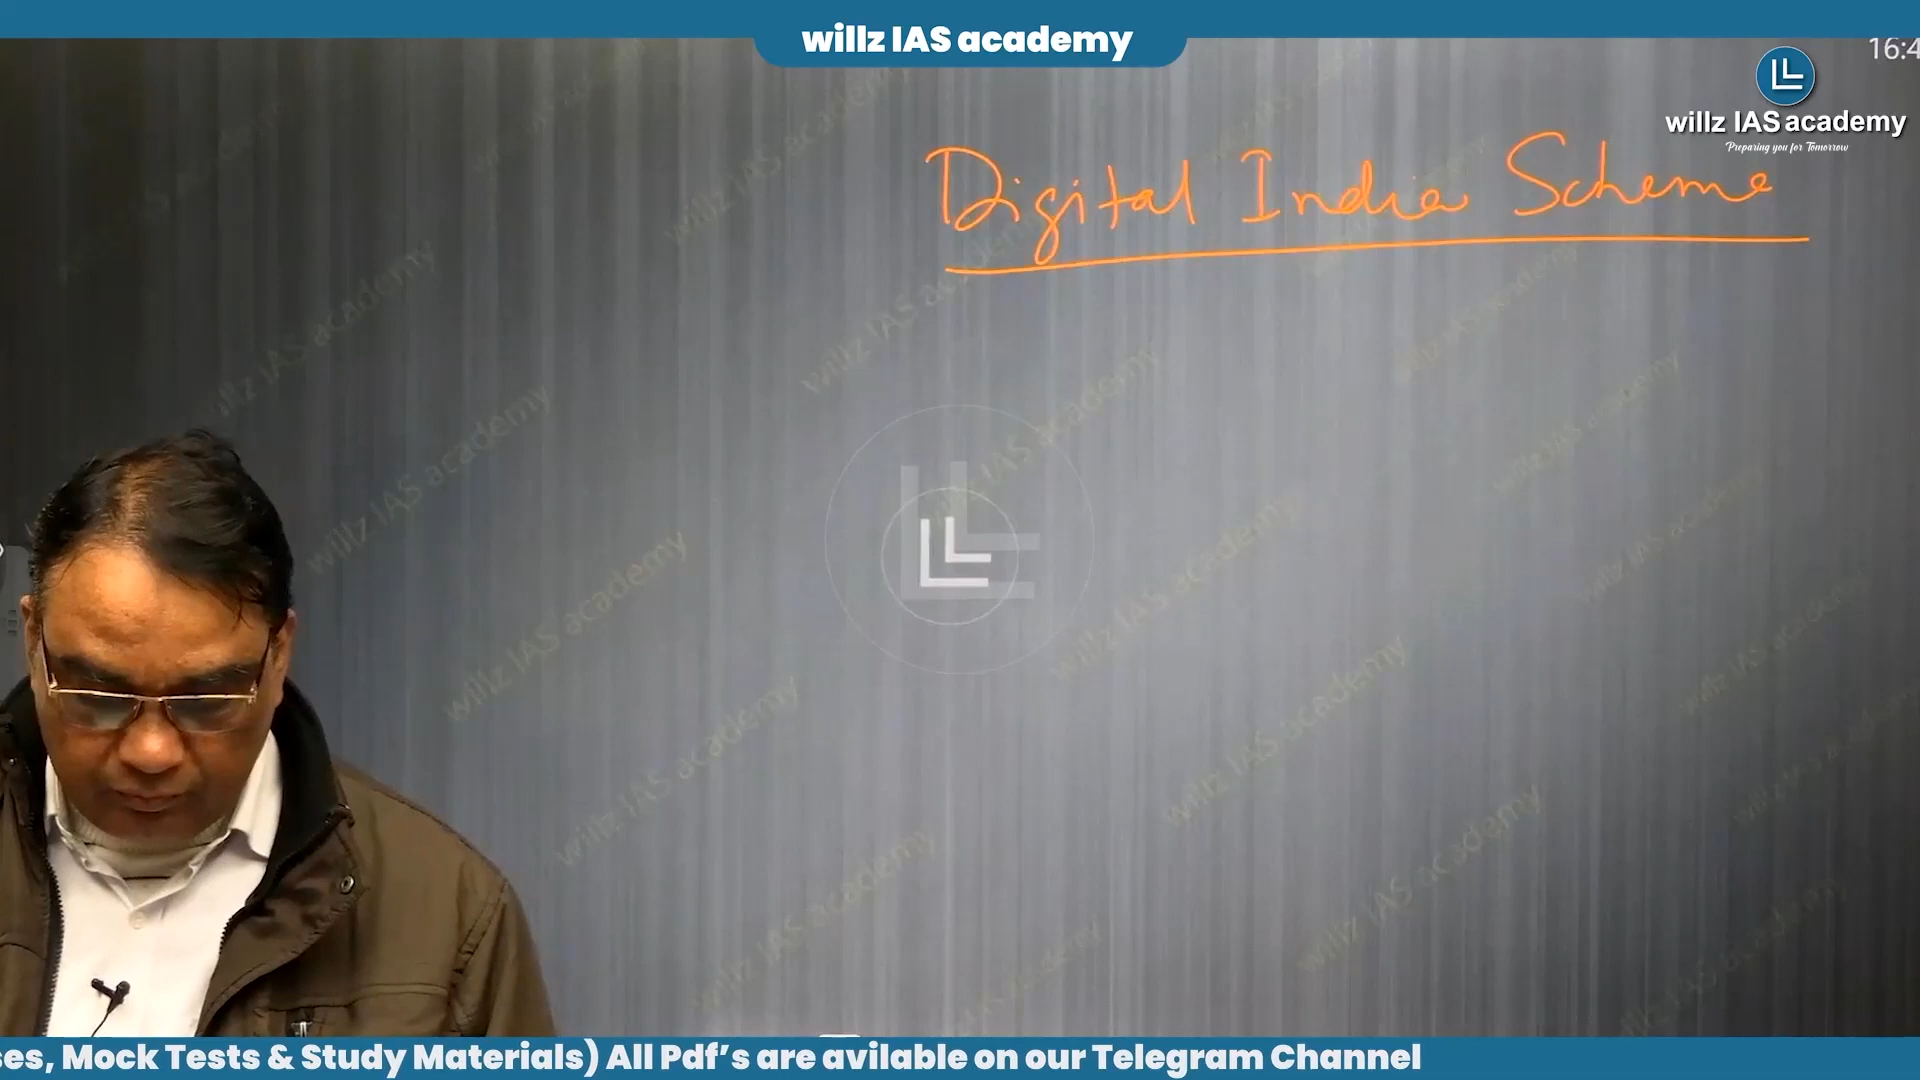 willz IAS academy
16:4
willz IAS academy
Preparing you for Tomorrow
Digital India Scheme
ses, Mock Tests & Study Materials) All Pdf's are avilable on our Telegram Channel